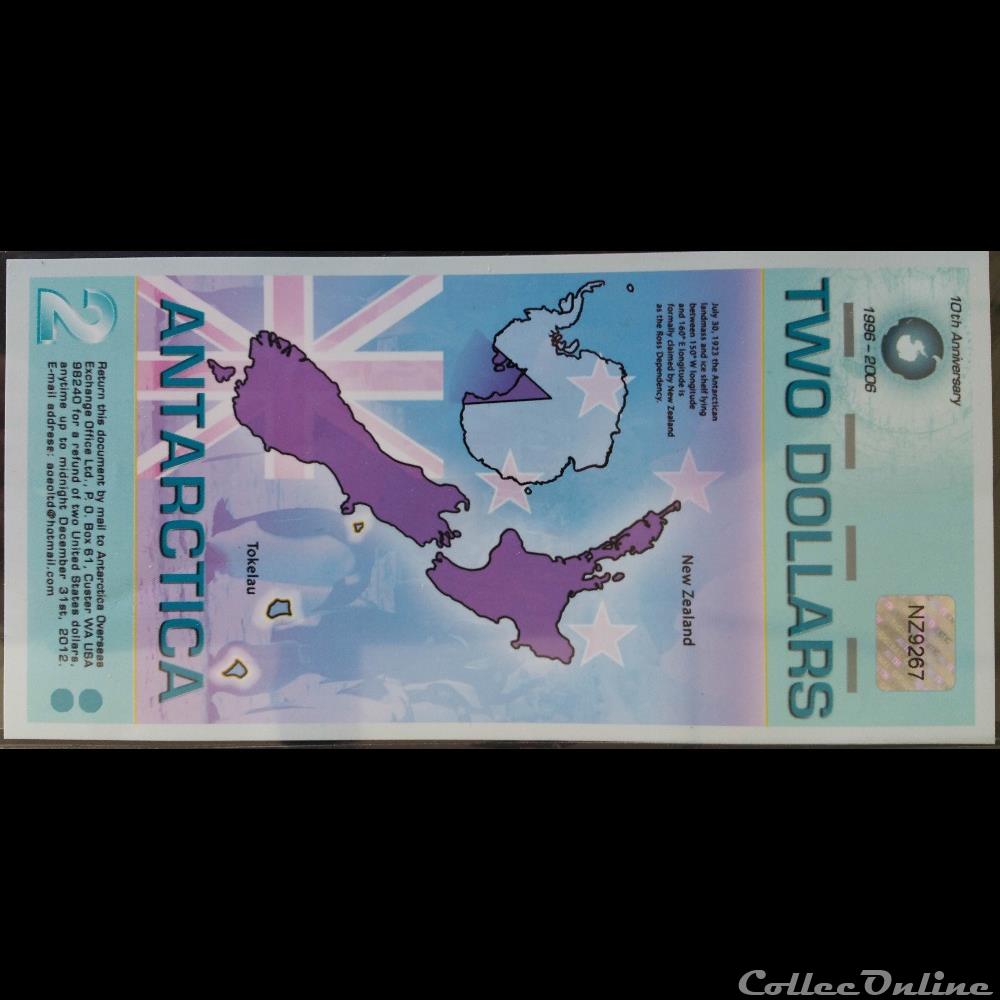 10th Anniversary
1996 - 2006
NZ9267
TWO DOLLARS
July 30, 1923 the Antarctican
landmass and ice shelf lying
between 150° W longitude
and 160° E longitude is
formally claimed by New Zealand
as the Ross Dependency.
New Zealand
Tokelau
ANTARCTICA
2
Return this document by mail to Antarctica Overseas
Exchange Office Ltd., P. O. Box 61, Custer WA USA
98240 for a refund of two United States dollars,
anytime up to midnight December 31st, 2012.
E-mail address: aoeoltd@hotmail.com
CollecOnline